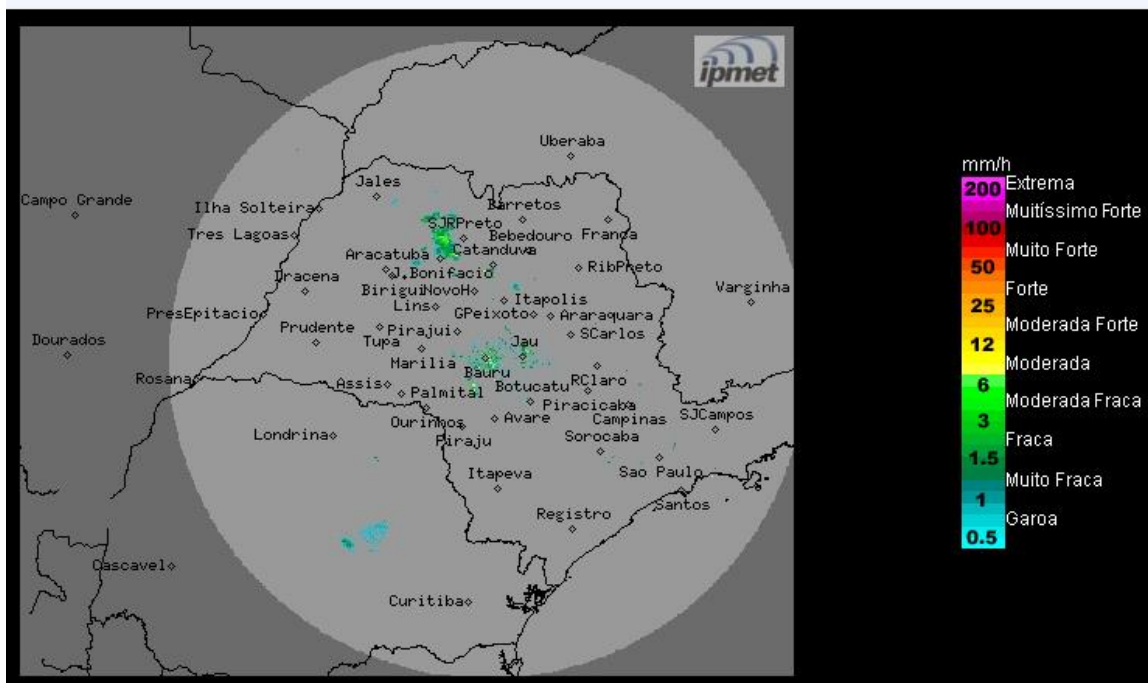 ipmet
Uberaba
Jales
Campo Grande
Ilha Solteira
Barretos
SJRPreto
Franca
Tres Lagoas
Bebedouro
Aracatuba
Catanduva
RibPreto
Dracena
J.Bonifacio
Birigui
NovoH
Varginha
Lins
Itapolis
PresEpitacio
GPeixoto
Araraquara
Dourados
Prudente
Pirajui
SCarlos
Tupa
Jau
Marilia
Bauru
Rosana
Assis
Botucatu
RClaro
Palmital
Piracicaba
Ourinhos
Avare
Campinas
SJCampos
Londrina
Piraju
Sorocaba
Itapeva
Sao Paulo
Santos
Registro
Cascavel
Curitiba
mm/h
200 Extrema
Muitíssimo Forte
100
Muito Forte
50
Forte
25
Moderada Forte
12
Moderada
6
Moderada Fraca
3
Fraca
1.5
Muito Fraca
1
Garoa
0.5